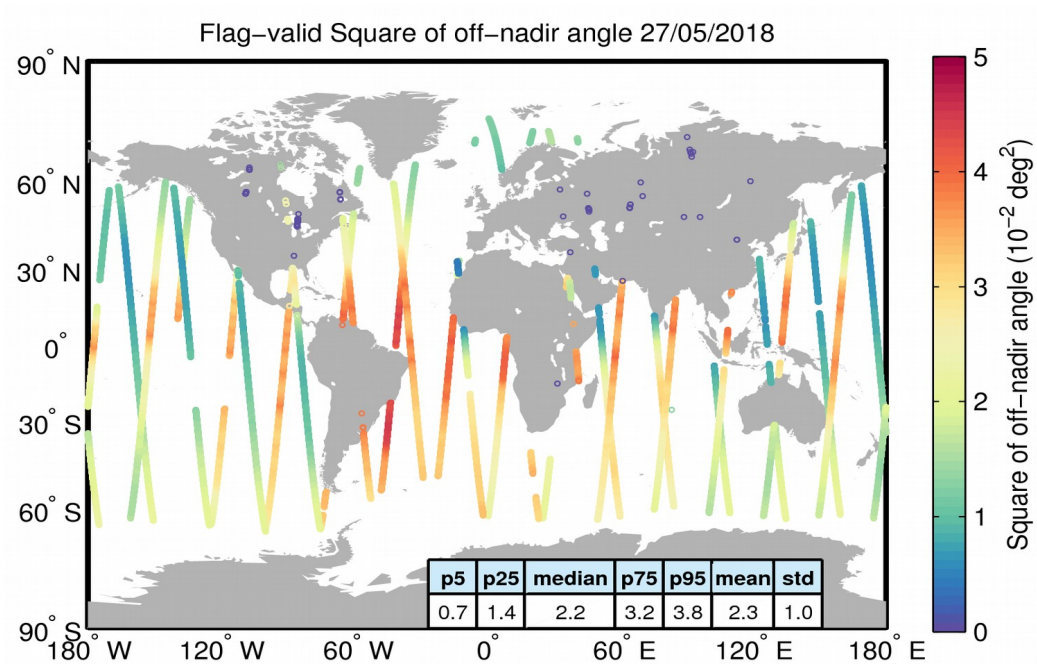 Flag−valid Square of off−nadir angle 27/05/2018
90° N
60° N
30° N
0°
30° S
60° S
90° S
180° W
120° W
60° W
0°
60° E
120° E
180° E
p5 p25 median p75 p95 mean std
0.7 1.4 2.2 3.2 3.8 2.3 1.0
5
4
3
2
1
0
Square of off−nadir angle (10⁻² deg²)